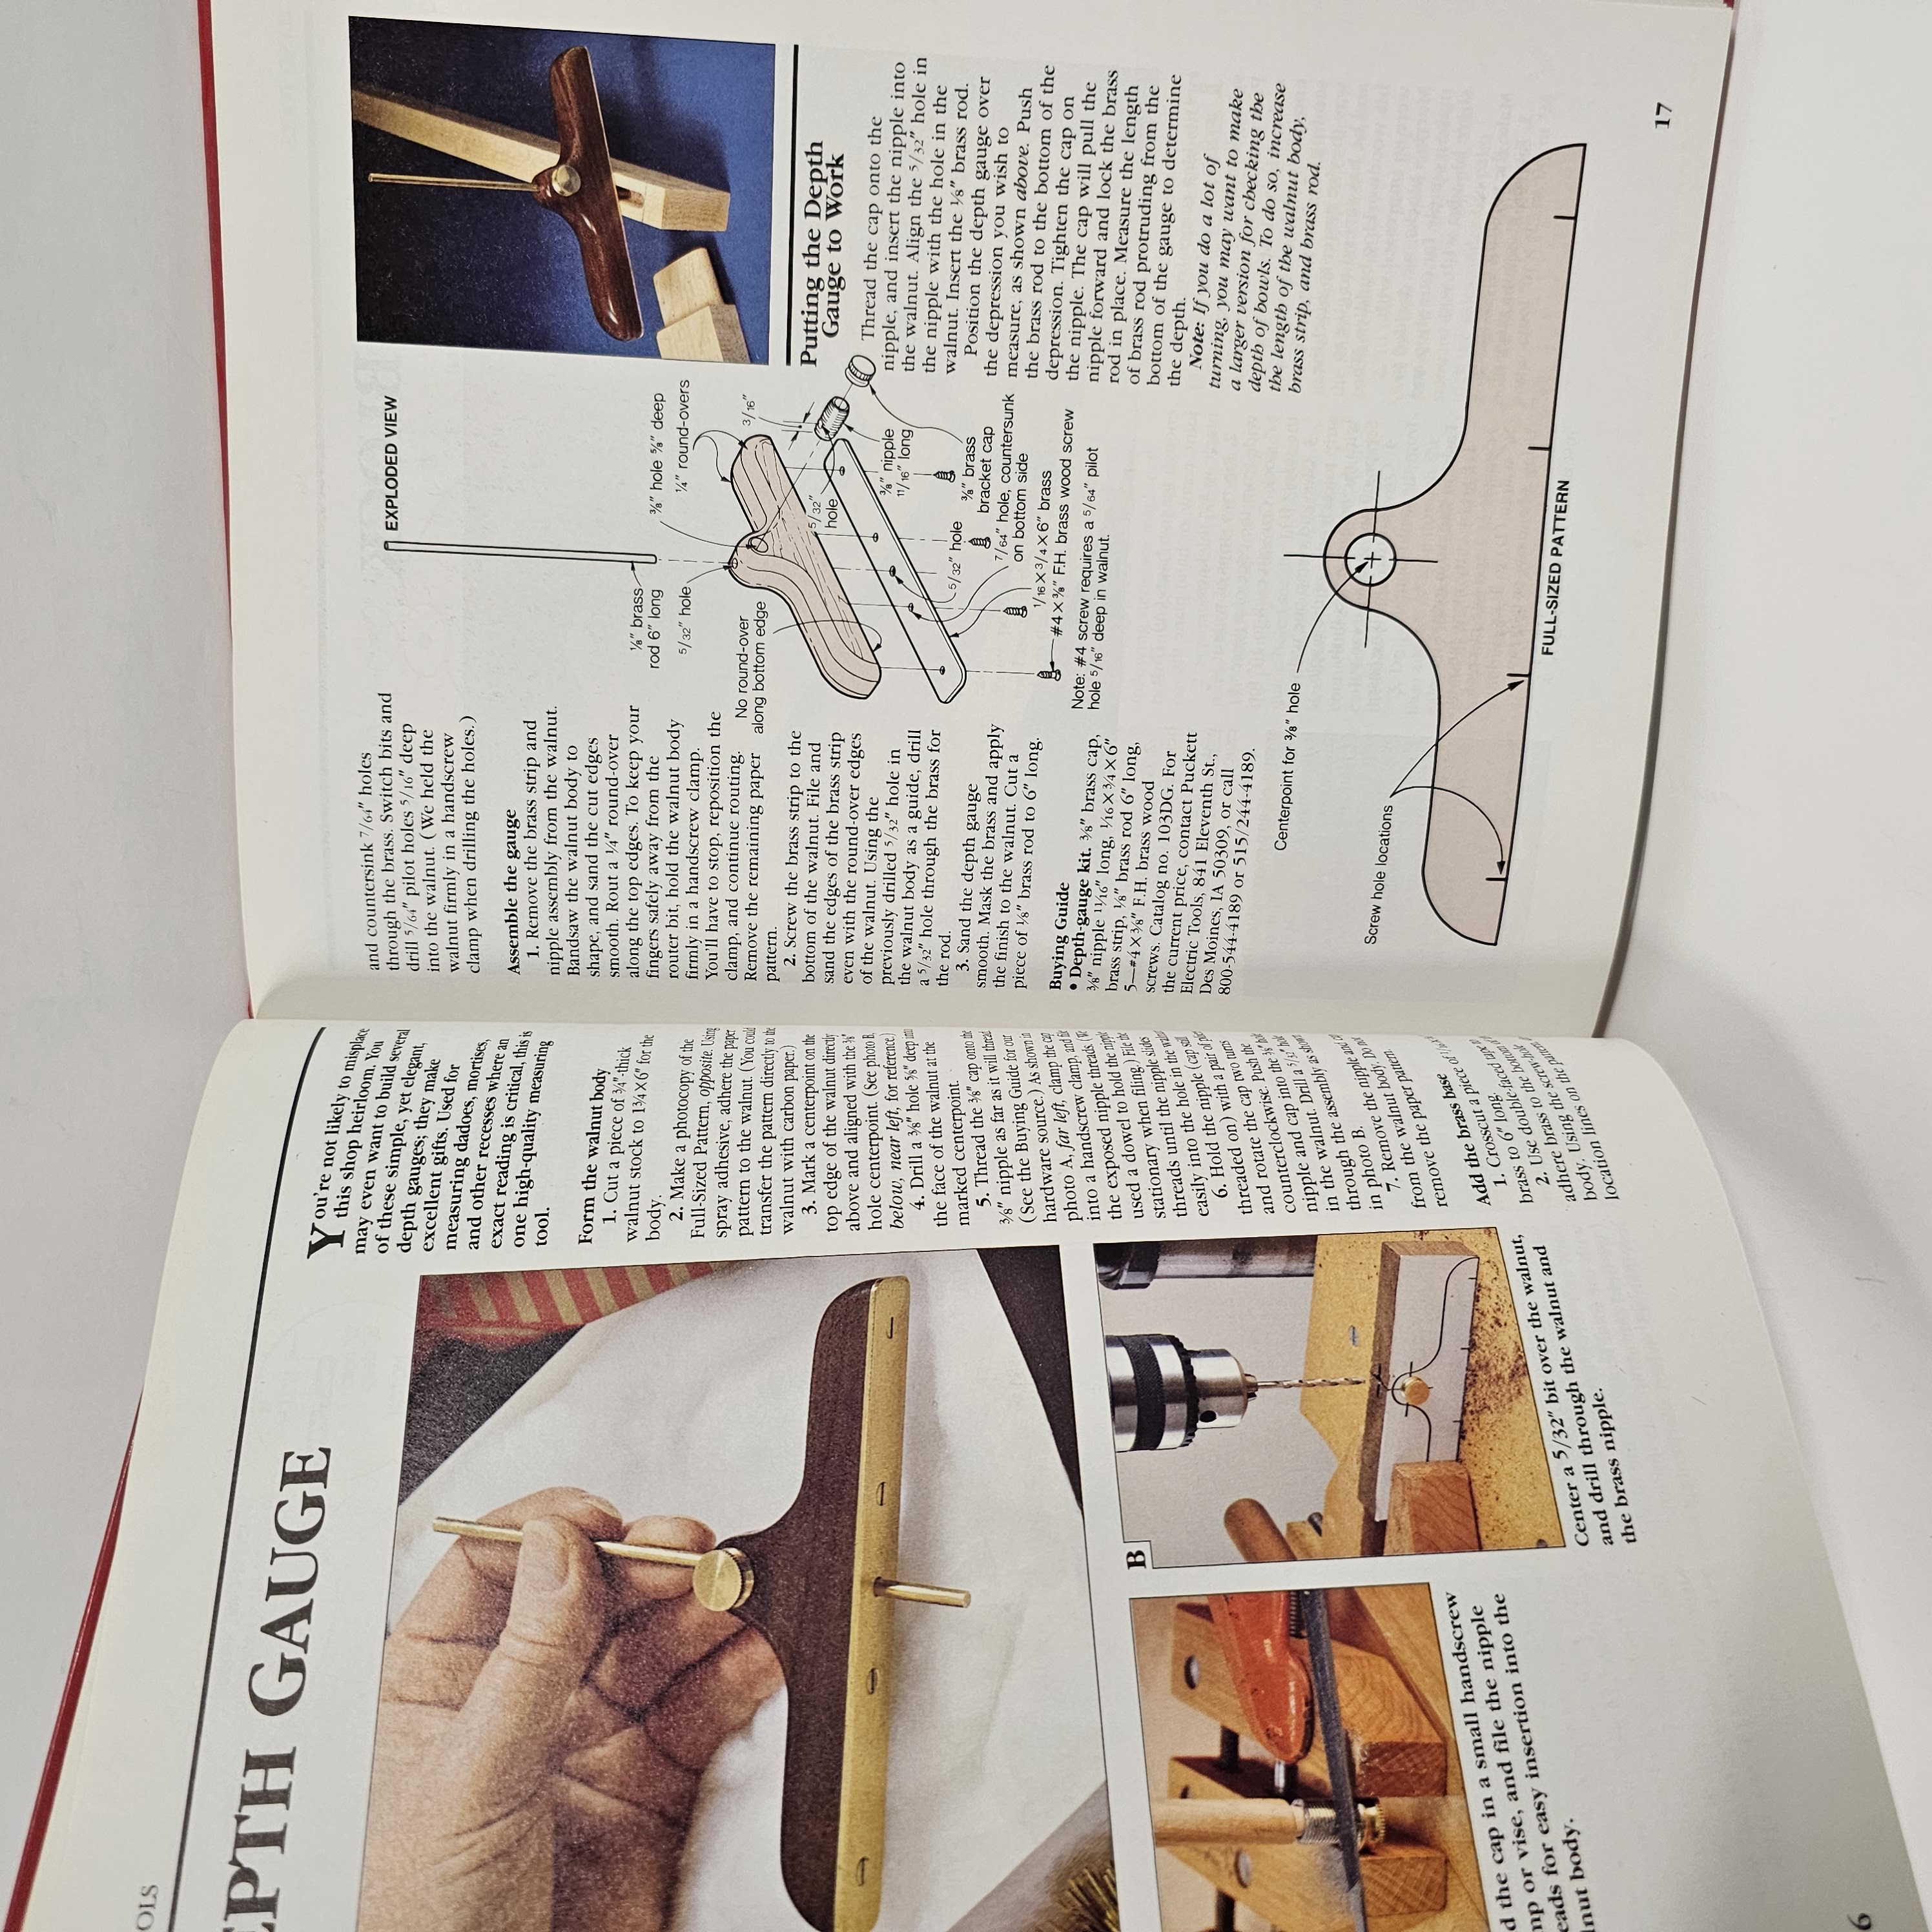 OLS
EPTH GAUGE
You're not likely to misplace
this shop heirloom. You
may even want to build several
of these simple, yet elegant,
depth gauges; they make
excellent gifts. Used for
measuring dadoes, mortises,
and other recesses where an
exact reading is critical, this is
one high-quality measuring
tool.
Form the walnut body
1. Cut a piece of ¾"-thick
walnut stock to 1¾×6" for the
body.
2. Make a photocopy of the
Full-Sized Pattern, opposite. Using
spray adhesive, adhere the paper
pattern to the walnut. (You could
transfer the pattern directly to the
walnut with carbon paper.)
3. Mark a centerpoint on the
top edge of the walnut directly
above and aligned with the ⅜"
hole centerpoint. (See photo B,
below, near left, for reference.)
4. Drill a ⅜" hole ⅝" deep into
the face of the walnut at the
marked centerpoint.
5. Thread the ⅜" cap onto the
⅜" nipple as far as it will thread.
(See the Buying Guide for our
hardware source.) As shown in
photo A, far left, clamp the cap
into a handscrew clamp, and file
the exposed nipple threads. (We
used a dowel to hold the nipple
stationary when filing.) File the
threads until the nipple slides
easily into the hole in the walnut
6. Hold the nipple (cap still
threaded on) with a pair of pliers
and rotate the cap two turns
counterclockwise. Push the
nipple and cap into the ⅜" hole
in the walnut. Drill a 5/32" hole
through the assembly as shown
in photo B.
7. Remove the nipple and cap
from the walnut body. Do not
remove the paper pattern.
Add the brass base
1. Crosscut a piece of
brass to 6" long.
2. Use double-faced tape to
adhere brass to the bottom of
body. Using the screw-hole
location lines on the pattern,
B
d the cap in a small handscrew
mp or vise, and file the nipple
eads for easy insertion into the
lnut body.
Center a 5/32" bit over the walnut,
and drill through the walnut and
the brass nipple.
6
and countersink 7/64" holes
through the brass. Switch bits and
drill 5/64" pilot holes 5/16" deep
into the walnut. (We held the
walnut firmly in a handscrew
clamp when drilling the holes.)
Assemble the gauge
1. Remove the brass strip and
nipple assembly from the walnut.
Bandsaw the walnut body to
shape, and sand the cut edges
smooth. Rout a ¼" round-over
along the top edges. To keep your
fingers safely away from the
router bit, hold the walnut body
firmly in a handscrew clamp.
You'll have to stop, reposition the
clamp, and continue routing.
Remove the remaining paper
pattern.
2. Screw the brass strip to the
bottom of the walnut. File and
sand the edges of the brass strip
even with the round-over edges
of the walnut. Using the
previously drilled 5/32" hole in
the walnut body as a guide, drill
a 5/32" hole through the brass for
the rod.
3. Sand the depth gauge
smooth. Mask the brass and apply
the finish to the walnut. Cut a
piece of ⅛" brass rod to 6" long.
Buying Guide
• Depth-gauge kit. ⅜" brass cap,
⅜" nipple 11/16" long, 1/16×3/4×6"
brass strip, ⅛" brass rod 6" long,
5—#4×⅜" F.H. brass wood
screws. Catalog no. 103DG. For
the current price, contact Puckett
Electric Tools, 841 Eleventh St.,
Des Moines, IA 50309, or call
800-544-4189 or 515/244-4189.
EXPLODED VIEW
⅛" brass
rod 6" long
5/32" hole
⅜" hole ⅝" deep
¼" round-overs
No round-over
along bottom edge
3/16"
5/32"
hole
⅜" nipple
11/16" long
5/32" hole
⅜" brass
bracket cap
7/64" hole, countersunk
on bottom side
1/16×3/4×6" brass
#4×⅜" F.H. brass wood screw
Note: #4 screw requires a 5/64" pilot
hole 5/16" deep in walnut.
Putting the Depth
Gauge to Work
Thread the cap onto the
nipple, and insert the nipple into
the walnut. Align the 5/32" hole in
the nipple with the hole in the
walnut. Insert the ⅛" brass rod.
Position the depth gauge over
the depression you wish to
measure, as shown above. Push
the brass rod to the bottom of the
depression. Tighten the cap on
the nipple. The cap will pull the
nipple forward and lock the brass
rod in place. Measure the length
of brass rod protruding from the
bottom of the gauge to determine
the depth.
Note: If you do a lot of
turning, you may want to make
a larger version for checking the
depth of bowls. To do so, increase
the length of the walnut body,
brass strip, and brass rod.
Centerpoint for ⅜" hole
Screw hole locations
FULL-SIZED PATTERN
17